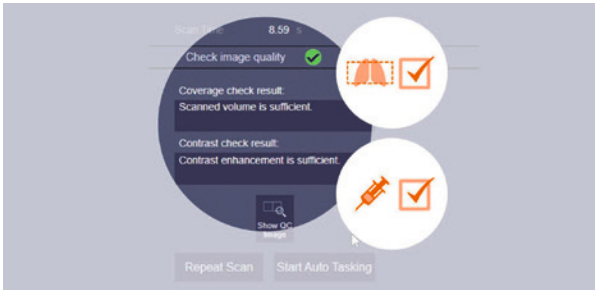 Scan Time 8.59 s
Check image quality
Coverage check result:
Scanned volume is sufficient.
Contrast check result:
Contrast enhancement is sufficient.
Show QC
Image
Repeat Scan Start Auto Tasking